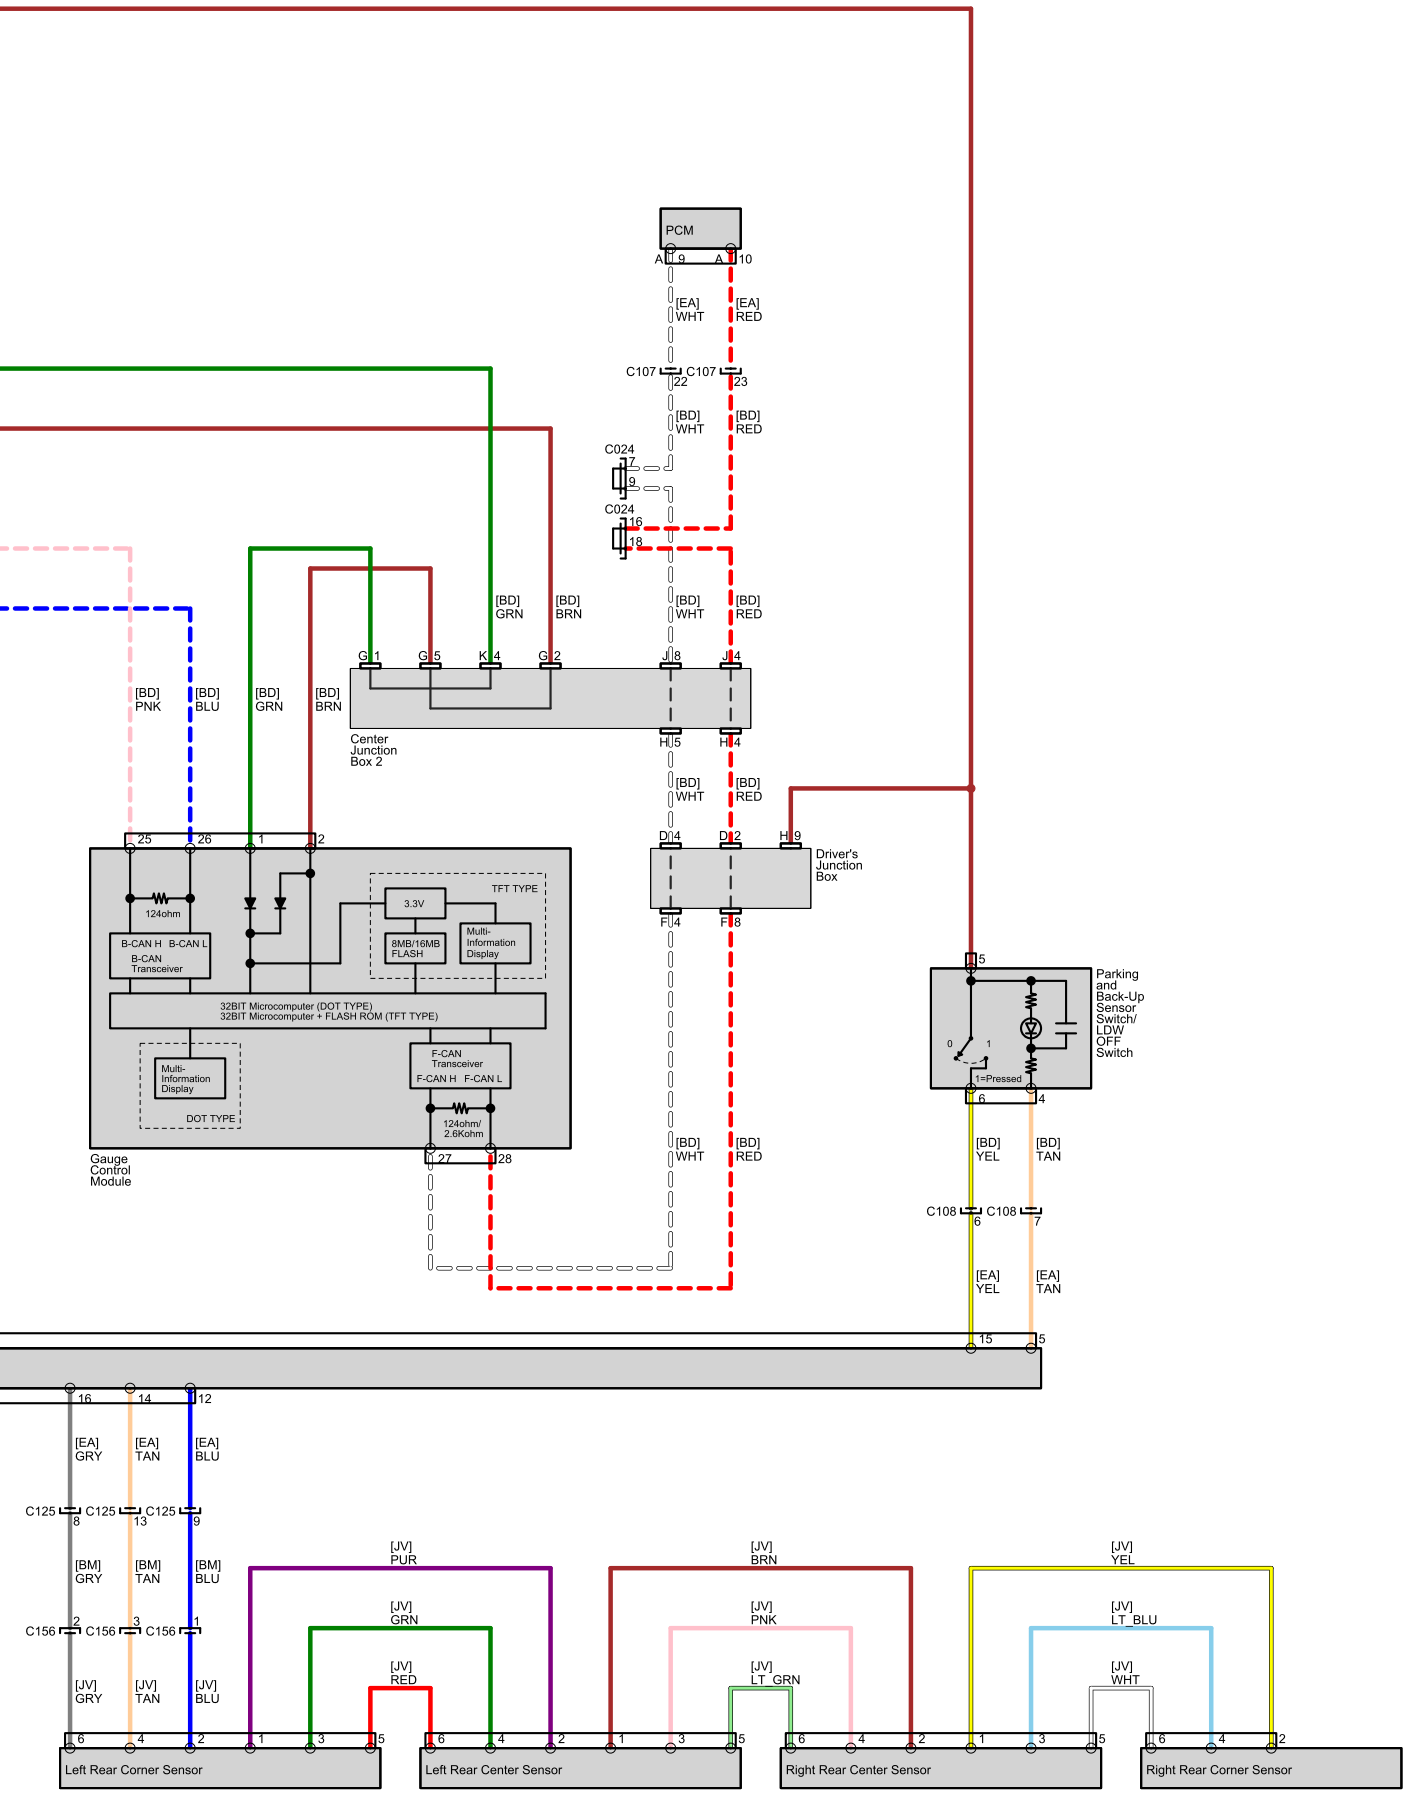 PCM
A 9 A 10
[EA] [EA]
WHT RED
C107 C107
22 23
[BD] [BD]
WHT RED
C024
7
9
C024
16
18
[BD] [BD] [BD] [BD]
GRN BRN WHT RED
G 1 G 5 K 4 G 2 J 8 J 4
[BD] [BD] [BD] [BD]
PNK BLU GRN BRN
Center
Junction
Box 2
H 5 H 4
[BD] [BD]
WHT RED
25 26 1 2
D 4 D 2 H 9
Driver's
Junction
Box
F 4 F 8
TFT TYPE
3.3V
124ohm
8MB/16MB
FLASH
Multi-
Information
Display
B-CAN H B-CAN L
B-CAN
Transceiver
32BIT Microcomputer (DOT TYPE)
32BIT Microcomputer + FLASH ROM (TFT TYPE)
Multi-
Information
Display
DOT TYPE
F-CAN
Transceiver
F-CAN H F-CAN L
124ohm/
2.6Kohm
27 28
Gauge
Control
Module
[BD] [BD]
WHT RED
5
Parking
and
Back-Up
Sensor
Switch/
LDW
OFF
Switch
0 1
1=Pressed
6 4
[BD] [BD]
YEL TAN
C108 C108
6 7
[EA] [EA]
YEL TAN
15 5
16 14 12
[EA] [EA] [EA]
GRY TAN BLU
C125 C125 C125
8 13 9
[BM] [BM] [BM]
GRY TAN BLU
2 3 1
C156 C156 C156
[JV] [JV] [JV]
GRY TAN BLU
[JV] [JV] [JV]
PUR BRN YEL
[JV] [JV] [JV]
GRN PNK LT_BLU
[JV] [JV] [JV]
RED LT_GRN WHT
6 4 2 1 3 5 6 4 2 1 3 5 6 4 2 1 3 5 6 4 2
Left Rear Corner Sensor Left Rear Center Sensor Right Rear Center Sensor Right Rear Corner Sensor